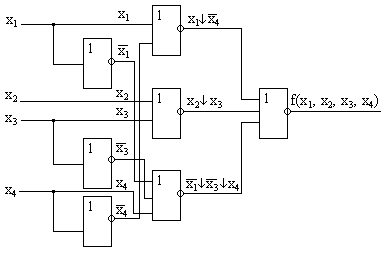 x₁ x₁ 1 x₁↓x̅₄
1 x̅₁
x₂ x₂ 1 x₂↓x₃ 1 f(x₁, x₂, x₃, x₄)
x₃ x₃
1 x̅₃
x₄ x₄ 1 x̅₁↓x̅₃↓x₄
1 x̅₄